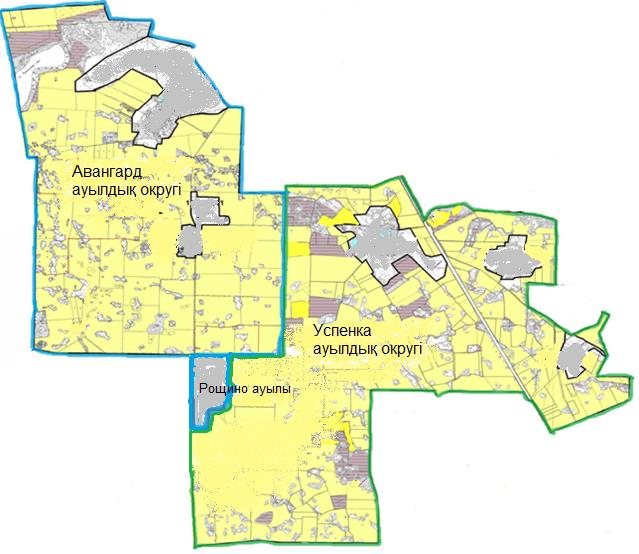 Авангард
ауылдық округі
Успенка
ауылдық округі
Рощино ауылы